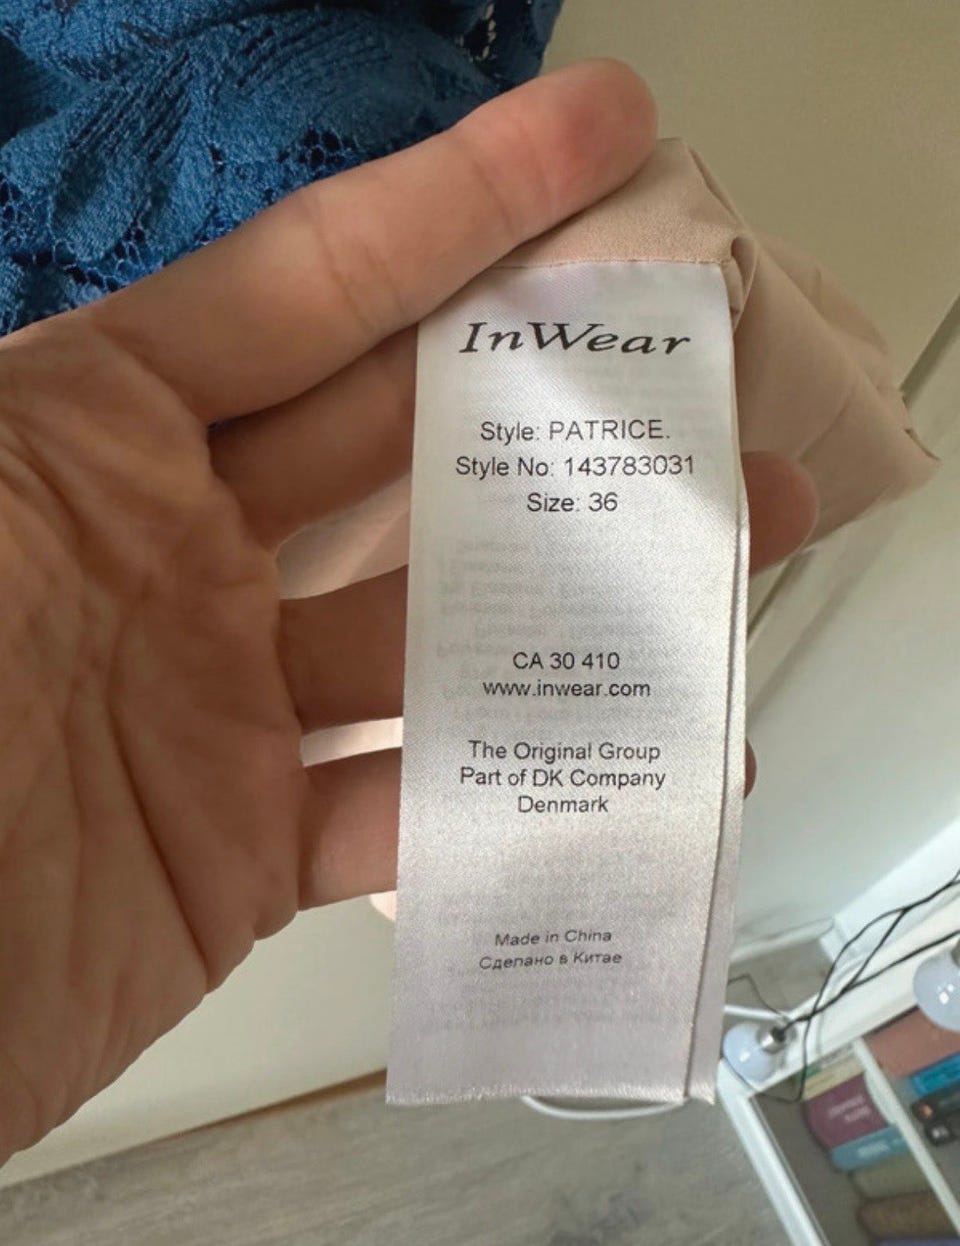 InWear
Style: PATRICE.
Style No: 143783031
Size: 36
CA 30 410
www.inwear.com
The Original Group
Part of DK Company
Denmark
Made in China
Сделано в Китае